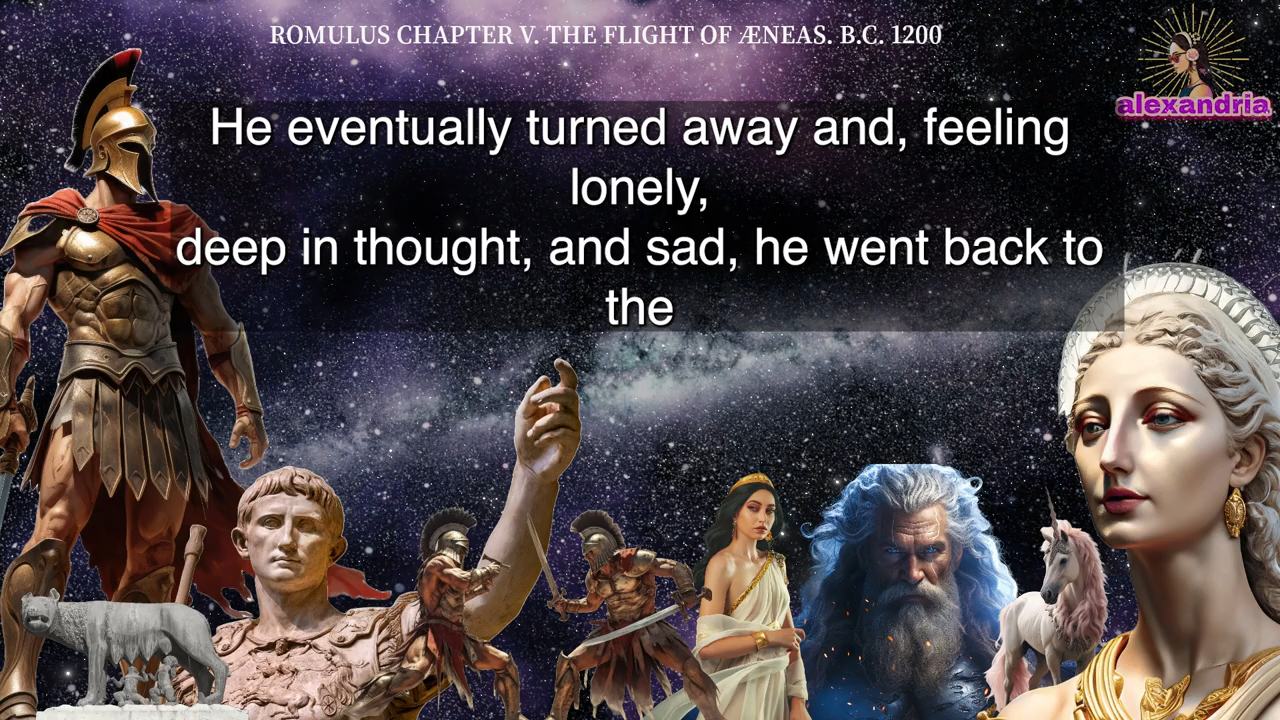 ROMULUS CHAPTER V. THE FLIGHT OF ÆNEAS. B.C. 1200
alexandria
He eventually turned away and, feeling
lonely,
deep in thought, and sad, he went back to
the